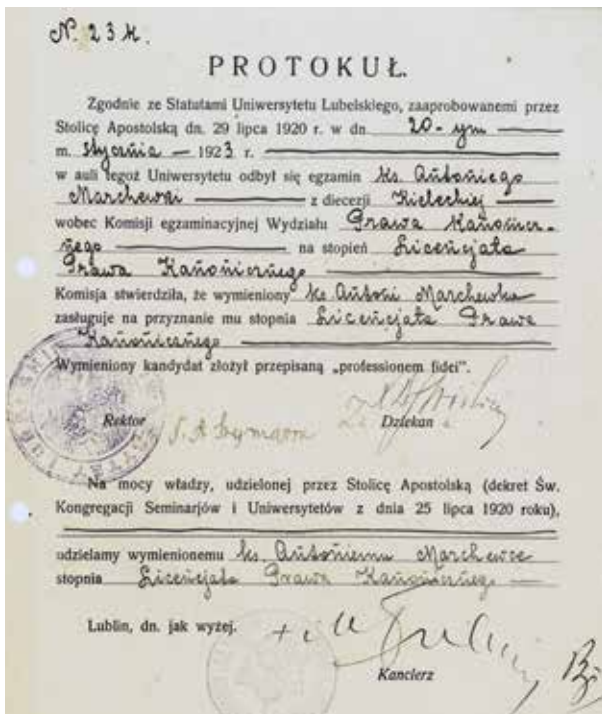 N. 23 K.
PROTOKUŁ.
Zgodnie ze Statutami Uniwersytetu Lubelskiego, zaaprobowanemi przez
Stolicę Apostolską dn. 29 lipca 1920 r. w dn. 20-ym
m. stycznia — 1923 r.
w auli tegoż Uniwersytetu odbył się egzamin ks. Antoniego
Marchewki z diecezji Kieleckiej
wobec Komisji egzaminacyjnej Wydziału Prawa Kanonicz-
nego na stopień Licencjata
Prawa Kanonicznego
Komisja stwierdziła, że wymieniony ks. Antoni Marchewka
zasługuje na przyznanie mu stopnia Licencjata Prawa
Kanonicznego
Wymieniony kandydat złożył przepisaną „professionem fidei”.
Rektor Dziekan
Na mocy władzy, udzielonej przez Stolicę Apostolską (dekret Św.
Kongregacji Seminarjów i Uniwersytetów z dnia 25 lipca 1920 roku),
udzielamy wymienionemu ks. Antoniemu Marchewce
stopnia Licencjata Prawa Kanonicznego
Lublin, dn. jak wyżej.
Kanclerz